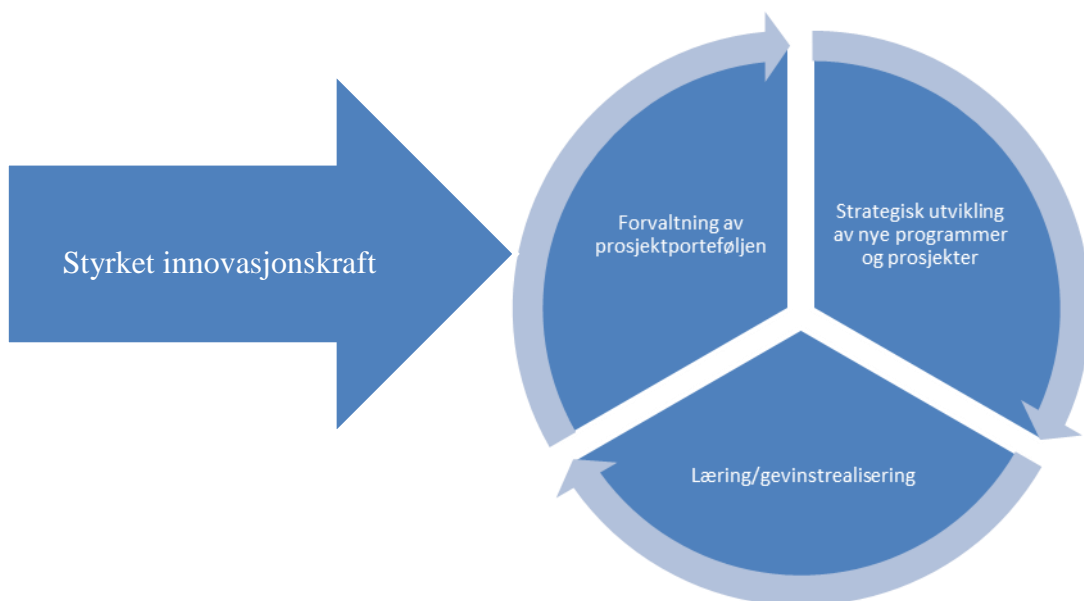 Styrket innovasjonskraft
Forvaltning av
prosjektporteføljen
Strategisk utvikling
av nye programmer
og prosjekter
Læring/gevinstrealisering